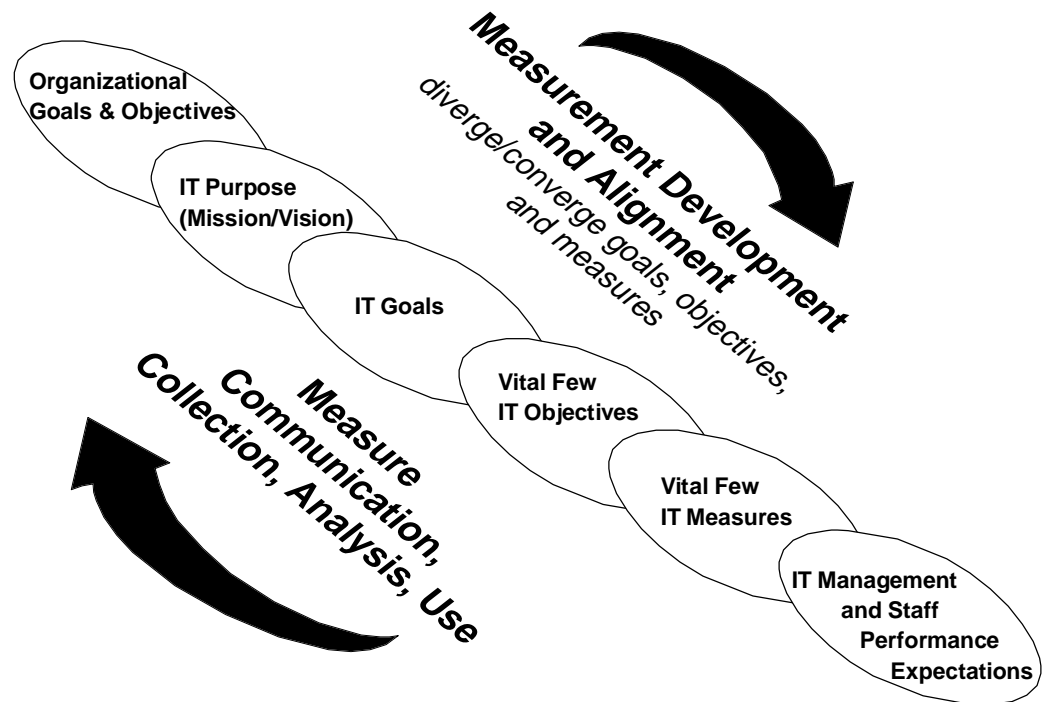 Organizational
Goals & Objectives
IT Purpose
(Mission/Vision)
IT Goals
Vital Few
IT Objectives
Vital Few
IT Measures
IT Management
and Staff
Performance
Expectations
Measurement Development
and Alignment
diverge/converge goals, objectives,
and measures
Measure
Communication,
Collection, Analysis, Use